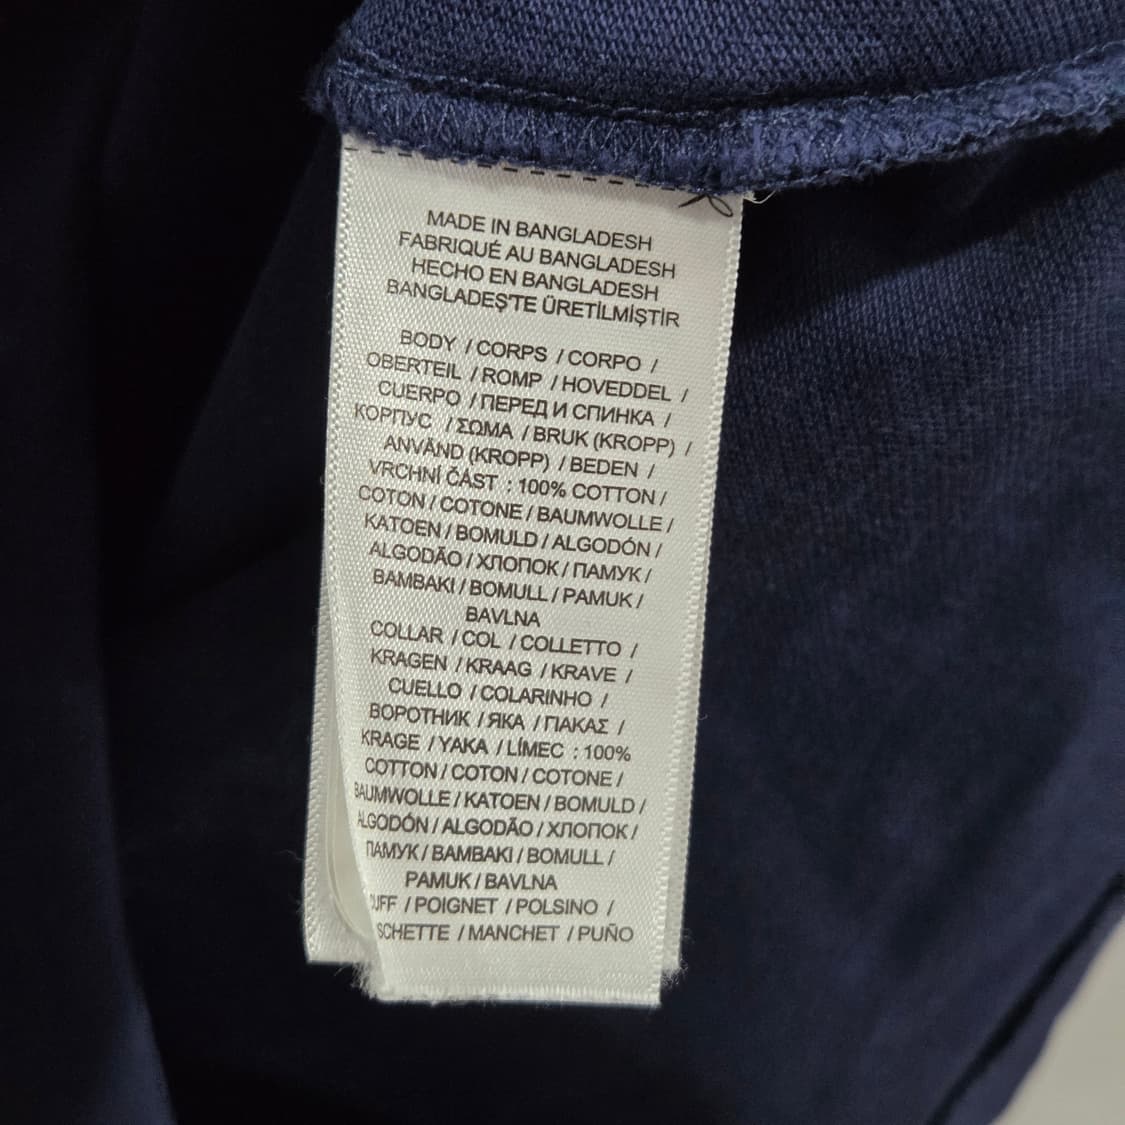 MADE IN BANGLADESH
FABRIQUÉ AU BANGLADESH
HECHO EN BANGLADESH
BANGLADEŞ'TE ÜRETİLMİŞTİR
BODY / CORPS / CORPO /
OBERTEIL / ROMP / HOVEDDEL /
CUERPO / ПЕРЕД И СПИНКА /
КОРПУС / ΣΩΜΑ / BRUK (KROPP) /
ANVÄND (KROPP) / BEDEN /
VRCHNÍ ČÁST : 100% COTTON /
COTON / COTONE / BAUMWOLLE /
KATOEN / BOMULD / ALGODÓN /
ALGODÃO / ХЛОПОК / ПАМУК /
BAMBAKI / BOMULL / PAMUK /
BAVLNA
COLLAR / COL / COLLETTO /
KRAGEN / KRAAG / KRAVE /
CUELLO / COLARINHO /
ВОРОТНИК / ЯКА / ΠΑΚΑΣ /
KRAGE / YAKA / LÍMEC : 100%
COTTON / COTON / COTONE /
BAUMWOLLE / KATOEN / BOMULD /
ALGODÓN / ALGODÃO / ХЛОПОК /
ПАМУК / BAMBAKI / BOMULL /
PAMUK / BAVLNA
CUFF / POIGNET / POLSINO /
SCHETTE / MANCHET / PUÑO